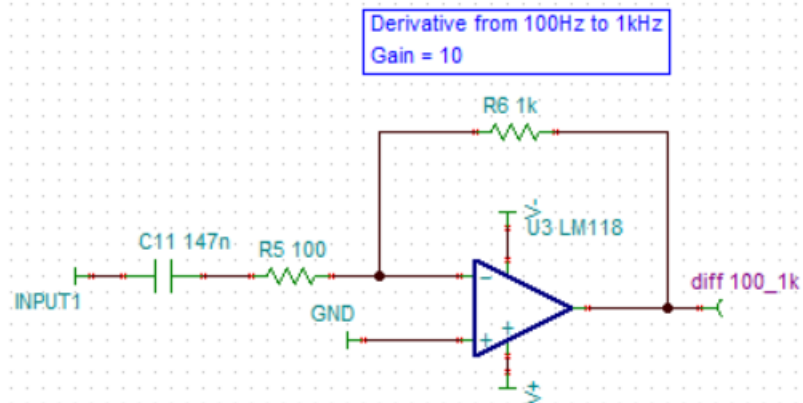 Derivative from 100Hz to 1kHz
Gain = 10
R6 1k
V-
U3 LM118
C11 147n
R5 100
diff 100_1k
INPUT1
GND
V+